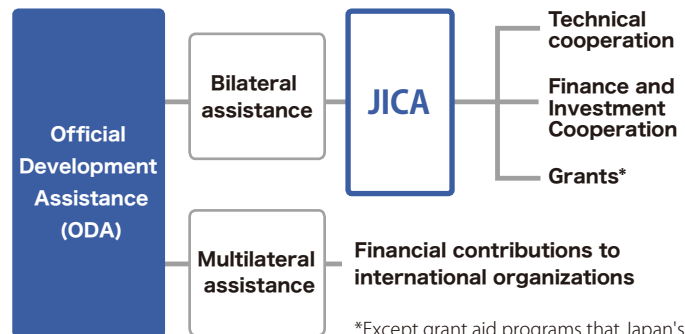 Official
Development
Assistance
(ODA)
Bilateral
assistance
JICA
Technical
cooperation
Finance and
Investment
Cooperation
Grants*
Multilateral
assistance
Financial contributions to
international organizations
*Except grant aid programs that Japan's